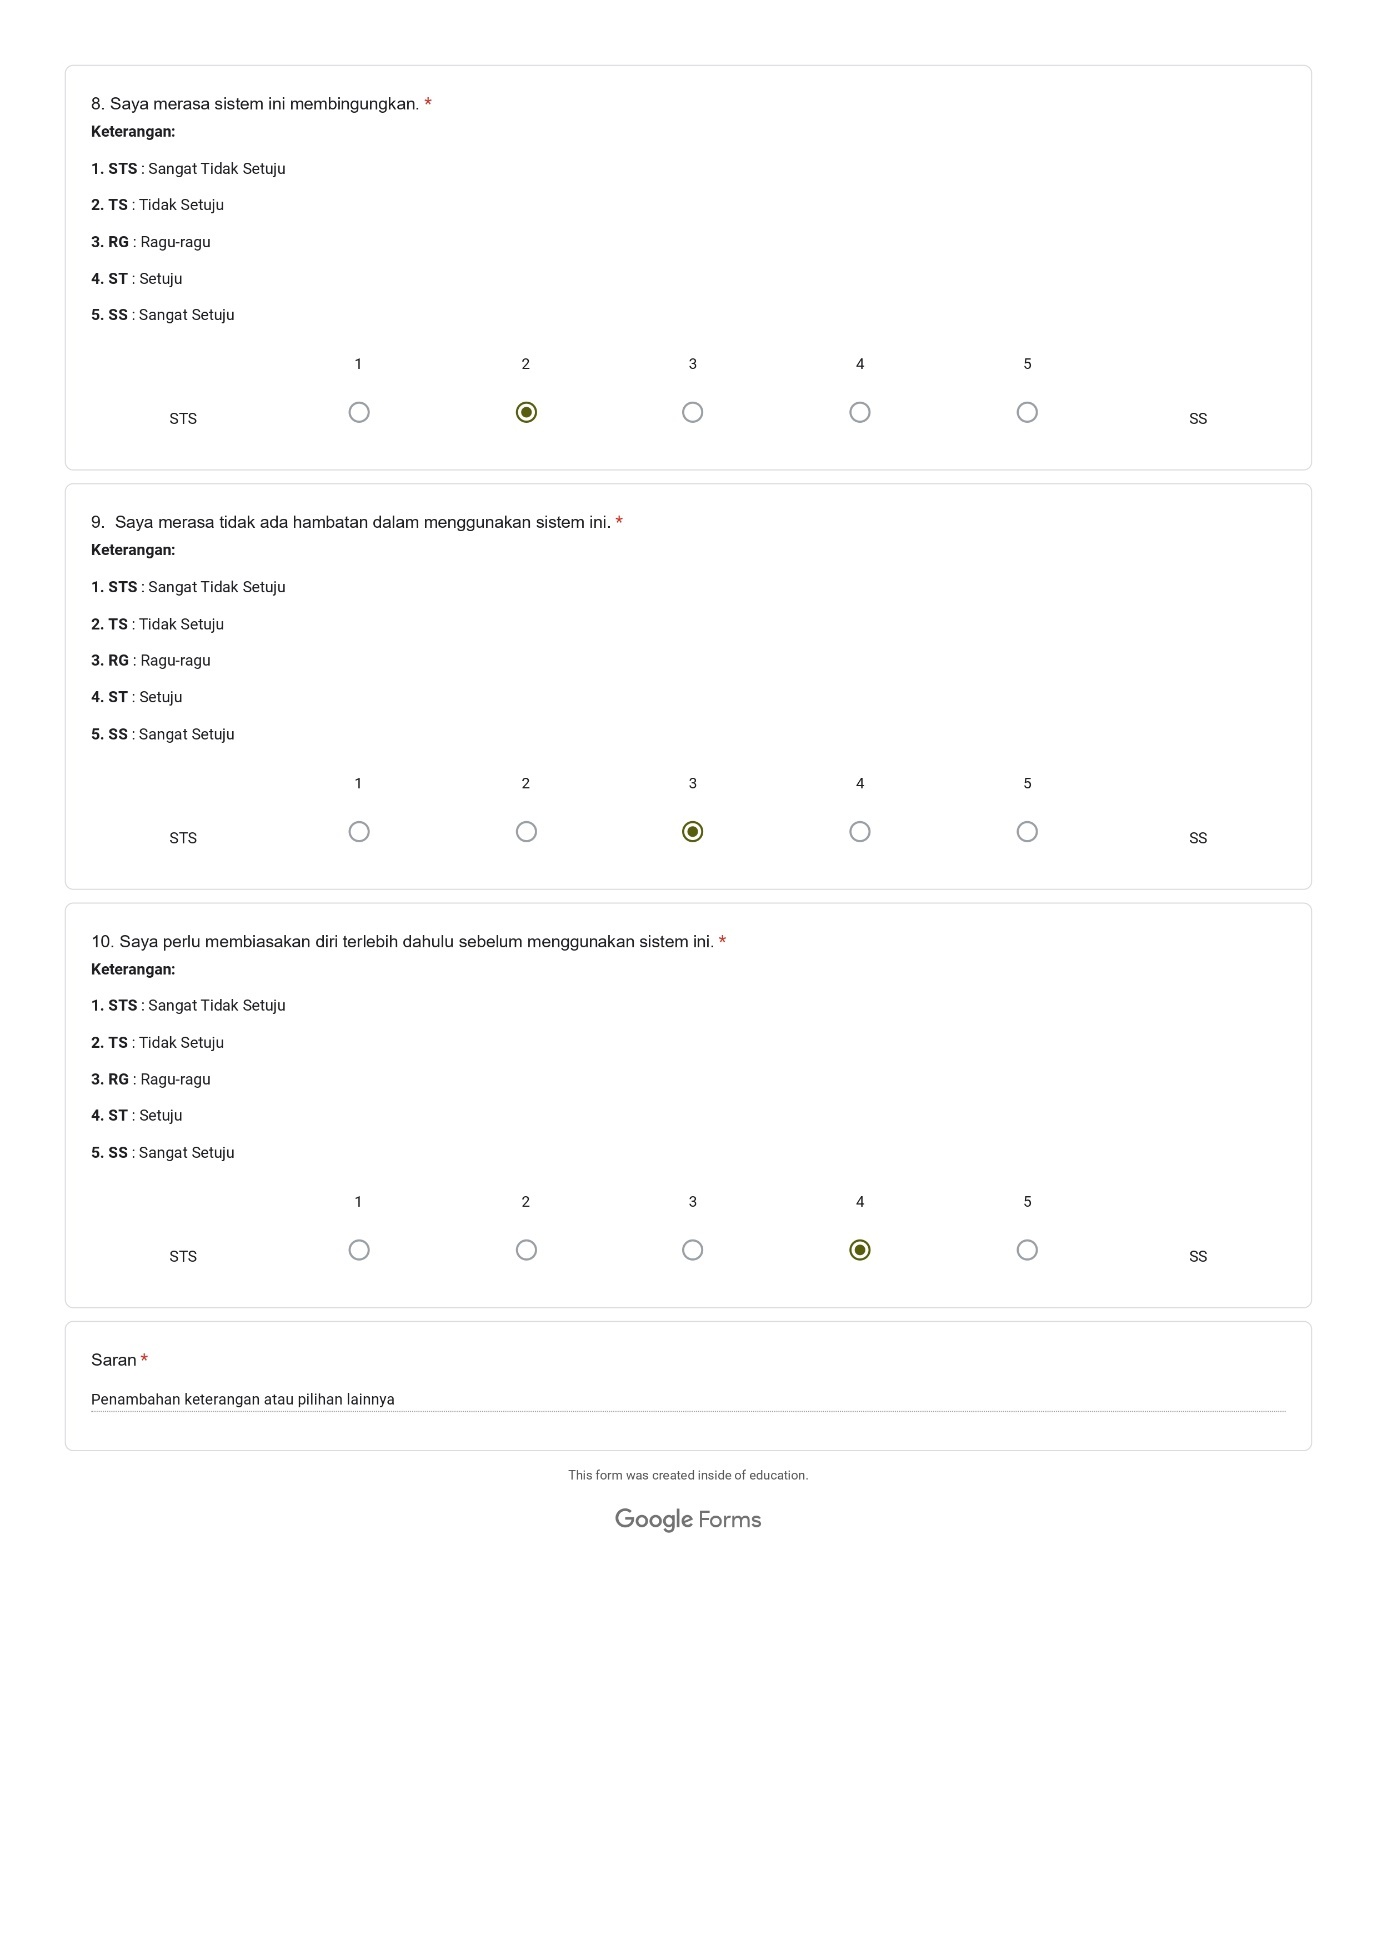 8. Saya merasa sistem ini membingungkan. *
Keterangan:
1. STS : Sangat Tidak Setuju
2. TS : Tidak Setuju
3. RG : Ragu-ragu
4. ST : Setuju
5. SS : Sangat Setuju
1 2 3 4 5
STS SS
9. Saya merasa tidak ada hambatan dalam menggunakan sistem ini. *
Keterangan:
1. STS : Sangat Tidak Setuju
2. TS : Tidak Setuju
3. RG : Ragu-ragu
4. ST : Setuju
5. SS : Sangat Setuju
1 2 3 4 5
STS SS
10. Saya perlu membiasakan diri terlebih dahulu sebelum menggunakan sistem ini. *
Keterangan:
1. STS : Sangat Tidak Setuju
2. TS : Tidak Setuju
3. RG : Ragu-ragu
4. ST : Setuju
5. SS : Sangat Setuju
1 2 3 4 5
STS SS
Saran *
Penambahan keterangan atau pilihan lainnya
This form was created inside of education.
Google Forms